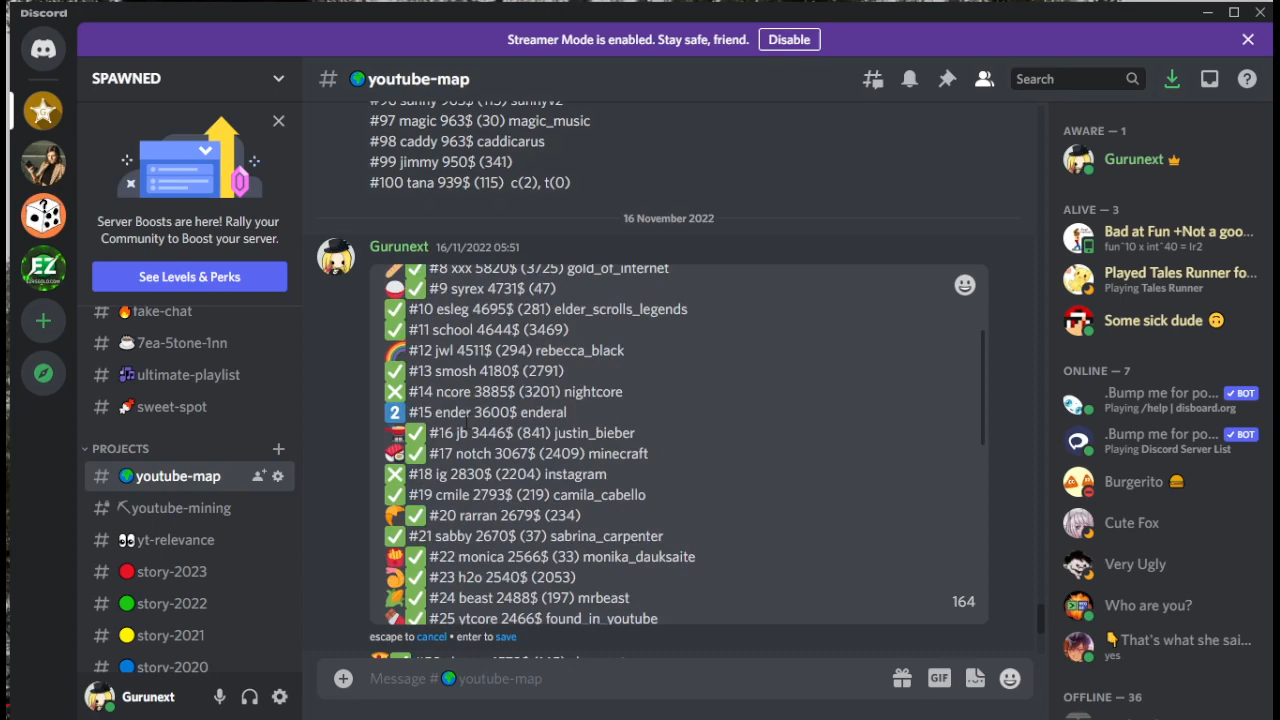 Discord
Streamer Mode is enabled. Stay safe, friend.
Disable
SPAWNED
youtube-map
Search
Server Boosts are here! Rally your
Community to Boost your server.
See Levels & Perks
fake-chat
7ea-5tone-1nn
ultimate-playlist
sweet-spot
PROJECTS
youtube-map
youtube-mining
yt-relevance
story-2023
story-2022
story-2021
story-2020
Gurunext
#97 magic 963$ (30) magic_music
#98 caddy 963$ caddicarus
#99 jimmy 950$ (341)
#100 tana 939$ (115) c(2), t(0)
16 November 2022
Gurunext 16/11/2022 05:51
#8 xxx 5820$ (3725) gold_of_internet
#9 syrex 4731$ (47)
#10 esleg 4695$ (281) elder_scrolls_legends
#11 school 4644$ (3469)
#12 jwl 4511$ (294) rebecca_black
#13 smosh 4180$ (2791)
#14 ncore 3885$ (3201) nightcore
2 #15 ender 3600$ enderal
#16 jb 3446$ (841) justin_bieber
#17 notch 3067$ (2409) minecraft
#18 ig 2830$ (2204) instagram
#19 cmile 2793$ (219) camila_cabello
#20 rarran 2679$ (234)
#21 sabby 2670$ (37) sabrina_carpenter
#22 monica 2566$ (33) monika_dauksaite
#23 h2o 2540$ (2053)
#24 beast 2488$ (197) mrbeast
#25 ytcore 2466$ found_in_youtube
164
escape to cancel • enter to save
Message # youtube-map
GIF
AWARE — 1
Gurunext
ALIVE — 3
Bad at Fun +Not a goo...
fun^10 x int^40 = Ir2
Played Tales Runner fo...
Playing Tales Runner
Some sick dude
ONLINE — 7
.Bump me for po... BOT
Playing /help | disboard.org
.Bump me for po... BOT
Playing Discord Server List
Burgerito
Cute Fox
Very Ugly
Who are you?
That's what she sai...
yes
OFFLINE — 36